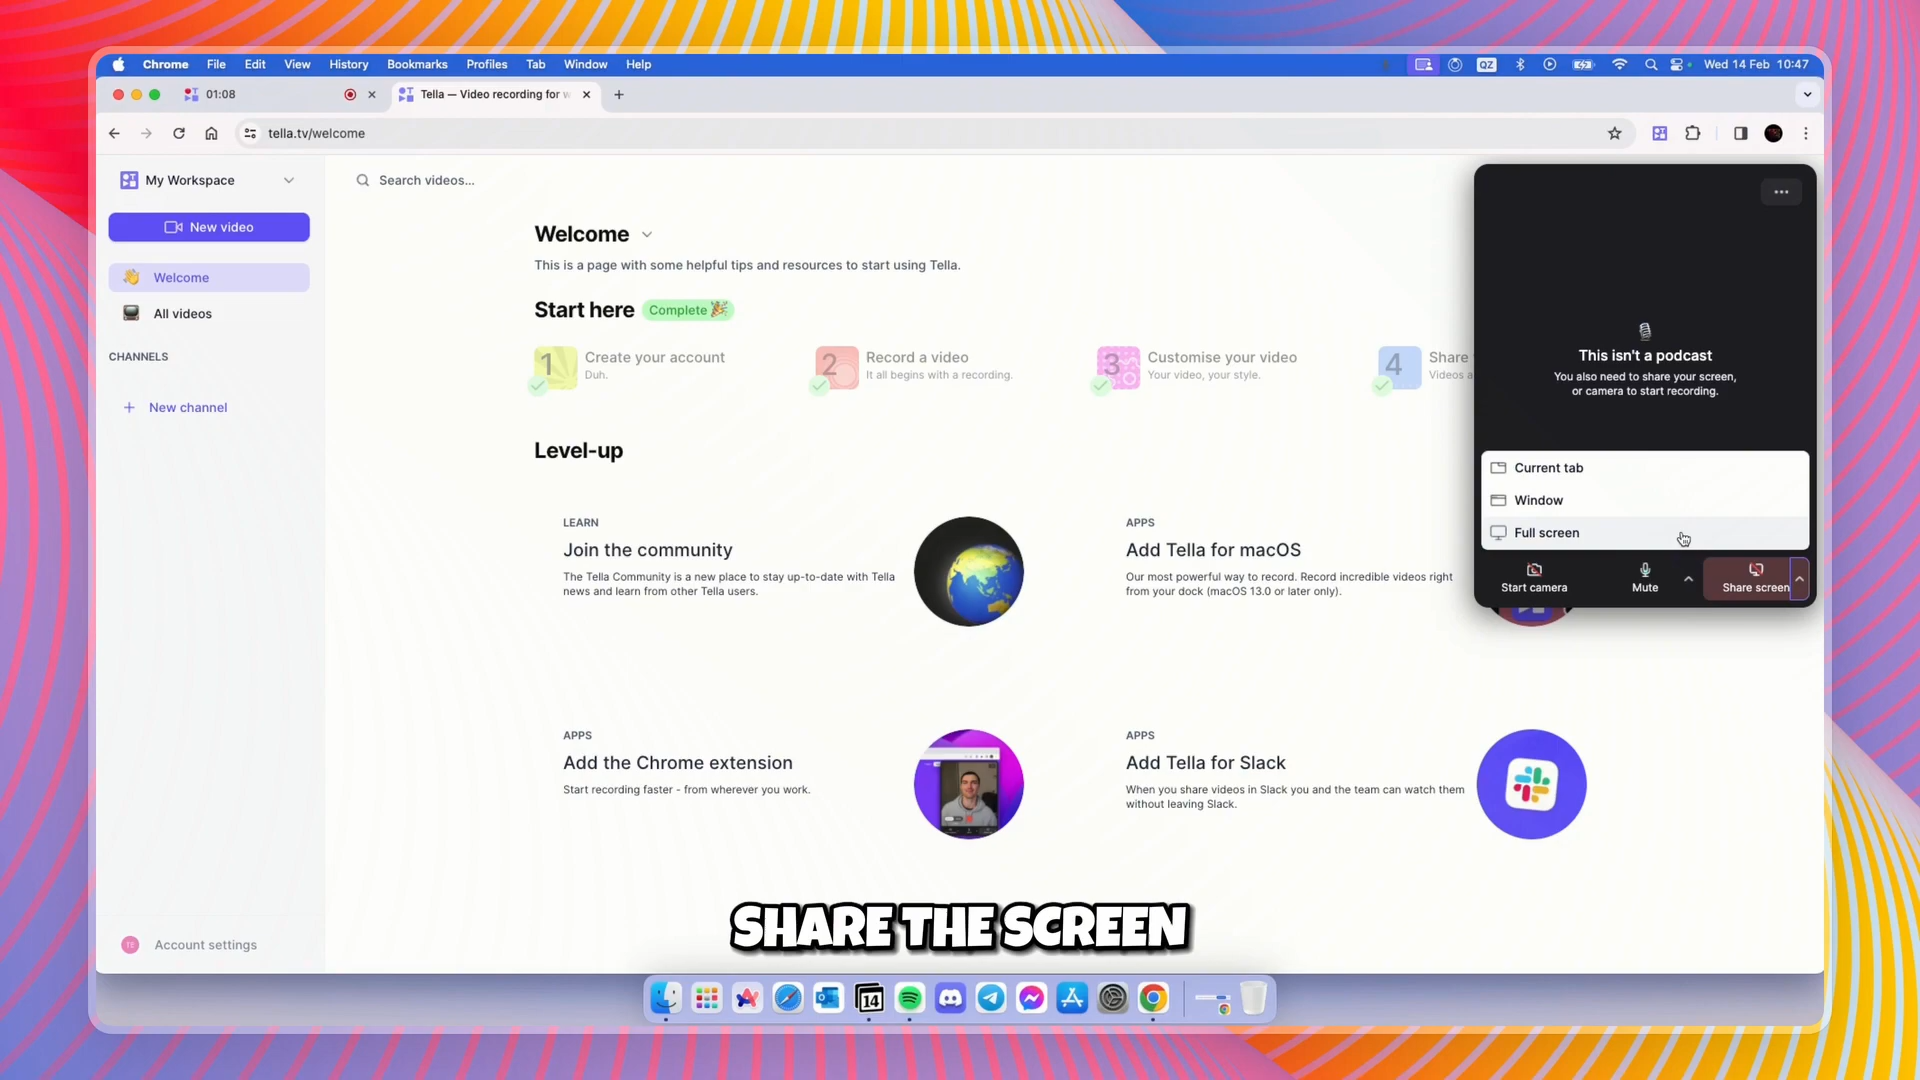 Chrome File Edit View History Bookmarks Profiles Tab Window Help
QZ
Wed 14 Feb 10:47
01:08
Tella — Video recording for w
tella.tv/welcome
My Workspace
New video
Welcome
All videos
CHANNELS
New channel
Account settings
Search videos...
Welcome
This is a page with some helpful tips and resources to start using Tella.
Start here
Complete
1
Create your account
Duh.
2
Record a video
It all begins with a recording.
3
Customise your video
Your video, your style.
4
Share
Videos a
Level-up
LEARN
Join the community
The Tella Community is a new place to stay up-to-date with Tella
news and learn from other Tella users.
APPS
Add Tella for macOS
Our most powerful way to record. Record incredible videos right
from your dock (macOS 13.0 or later only).
APPS
Add the Chrome extension
Start recording faster - from wherever you work.
APPS
Add Tella for Slack
When you share videos in Slack you and the team can watch them
without leaving Slack.
This isn't a podcast
You also need to share your screen,
or camera to start recording.
Current tab
Window
Full screen
Start camera
Mute
Share screen
SHARE THE SCREEN
14